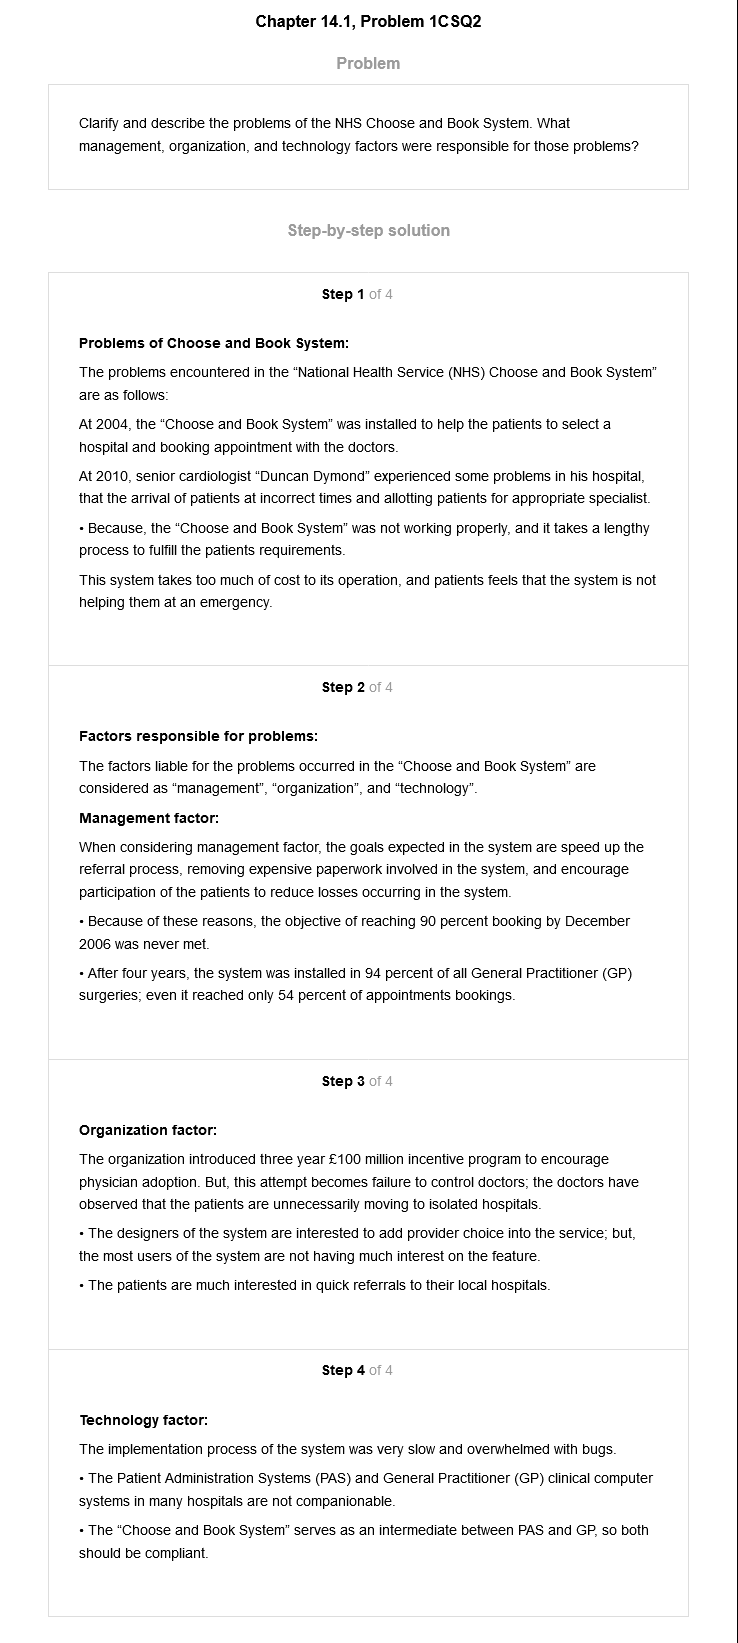 Chapter 14.1, Problem 1CSQ2
Problem
Clarify and describe the problems of the NHS Choose and Book System. What
management, organization, and technology factors were responsible for those problems?
Step-by-step solution
Step 1 of 4
Problems of Choose and Book System:
The problems encountered in the “National Health Service (NHS) Choose and Book System”
are as follows:
At 2004, the “Choose and Book System” was installed to help the patients to select a
hospital and booking appointment with the doctors.
At 2010, senior cardiologist “Duncan Dymond” experienced some problems in his hospital,
that the arrival of patients at incorrect times and allotting patients for appropriate specialist.
• Because, the “Choose and Book System” was not working properly, and it takes a lengthy
process to fulfill the patients requirements.
This system takes too much of cost to its operation, and patients feels that the system is not
helping them at an emergency.
Step 2 of 4
Factors responsible for problems:
The factors liable for the problems occurred in the “Choose and Book System” are
considered as “management”, “organization”, and “technology”.
Management factor:
When considering management factor, the goals expected in the system are speed up the
referral process, removing expensive paperwork involved in the system, and encourage
participation of the patients to reduce losses occurring in the system.
• Because of these reasons, the objective of reaching 90 percent booking by December
2006 was never met.
• After four years, the system was installed in 94 percent of all General Practitioner (GP)
surgeries; even it reached only 54 percent of appointments bookings.
Step 3 of 4
Organization factor:
The organization introduced three year £100 million incentive program to encourage
physician adoption. But, this attempt becomes failure to control doctors; the doctors have
observed that the patients are unnecessarily moving to isolated hospitals.
• The designers of the system are interested to add provider choice into the service; but,
the most users of the system are not having much interest on the feature.
• The patients are much interested in quick referrals to their local hospitals.
Step 4 of 4
Technology factor:
The implementation process of the system was very slow and overwhelmed with bugs.
• The Patient Administration Systems (PAS) and General Practitioner (GP) clinical computer
systems in many hospitals are not companionable.
• The “Choose and Book System” serves as an intermediate between PAS and GP, so both
should be compliant.